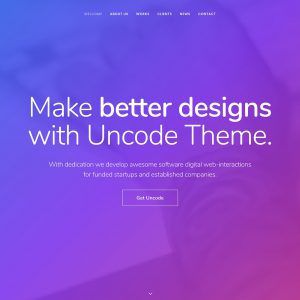 WELCOME ABOUT US WORKS CLIENTS NEWS CONTACT
Make better designs
with Uncode Theme.
With dedication we develop awesome software digital web-interactions
for funded startups and established companies.
Get Uncode